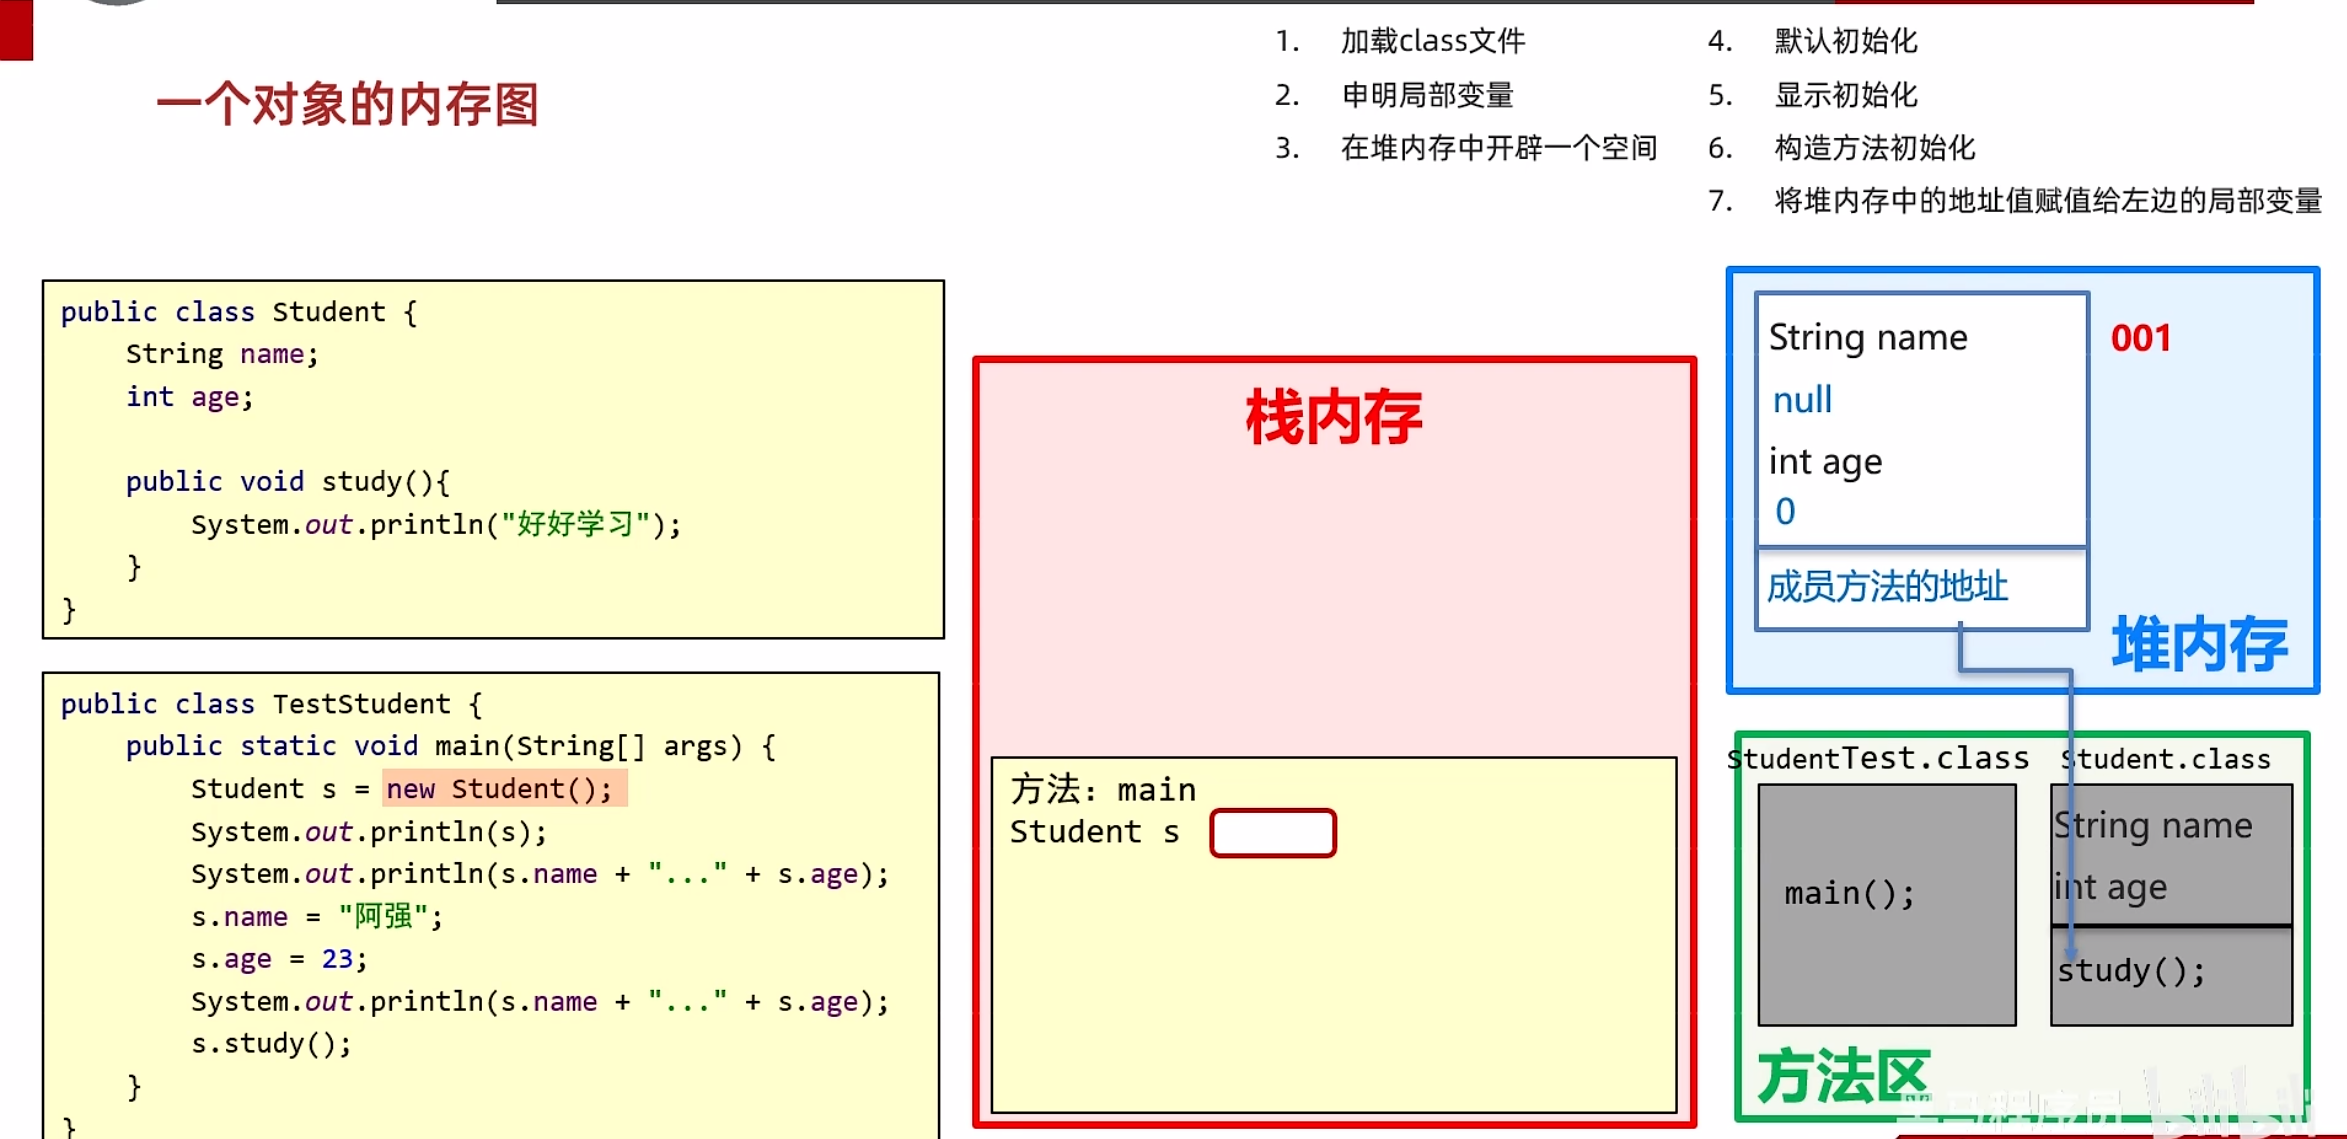 一个对象的内存图
1. 加载class文件
2. 申明局部变量
3. 在堆内存中开辟一个空间
4. 默认初始化
5. 显示初始化
6. 构造方法初始化
7. 将堆内存中的地址值赋值给左边的局部变量
public class Student {
String name;
int age;
public void study(){
System.out.println("好好学习");
}
}
public class TestStudent {
public static void main(String[] args) {
Student s = new Student();
System.out.println(s);
System.out.println(s.name + "..." + s.age);
s.name = "阿强";
s.age = 23;
System.out.println(s.name + "..." + s.age);
s.study();
}
}
栈内存
方法：main
Student s
String name
null
int age
0
成员方法的地址
001
堆内存
studentTest.class
main();
Student.class
String name
int age
study();
方法区
黑马程序员
bilibili